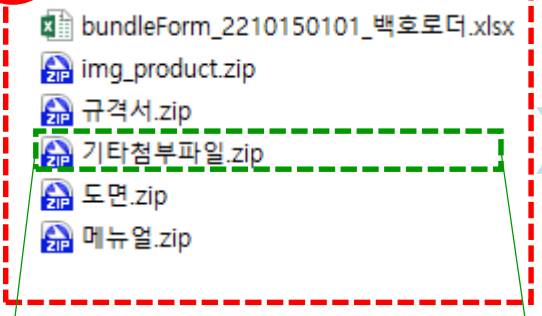 bundleForm_2210150101_백호로더.xlsx
img_product.zip
규격서.zip
기타첨부파일.zip
도면.zip
메뉴얼.zip